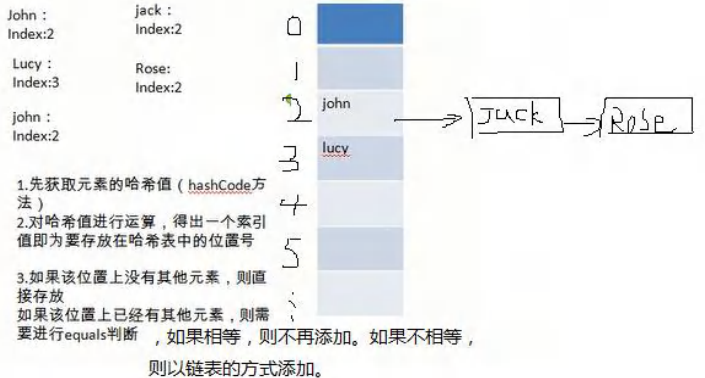 John：
Index:2
jack：
Index:2
Lucy：
Index:3
Rose:
Index:2
john：
Index:2
0
1
2
john
Jack
Rose
3
lucy
4
5
1.先获取元素的哈希值（hashCode方
法）
2.对哈希值进行运算，得出一个索引
值即为要存放在哈希表中的位置号
3.如果该位置上没有其他元素，则直
接存放
如果该位置上已经有其他元素，则需
要进行equals判断 ，如果相等，则不再添加。如果不相等，
则以链表的方式添加。